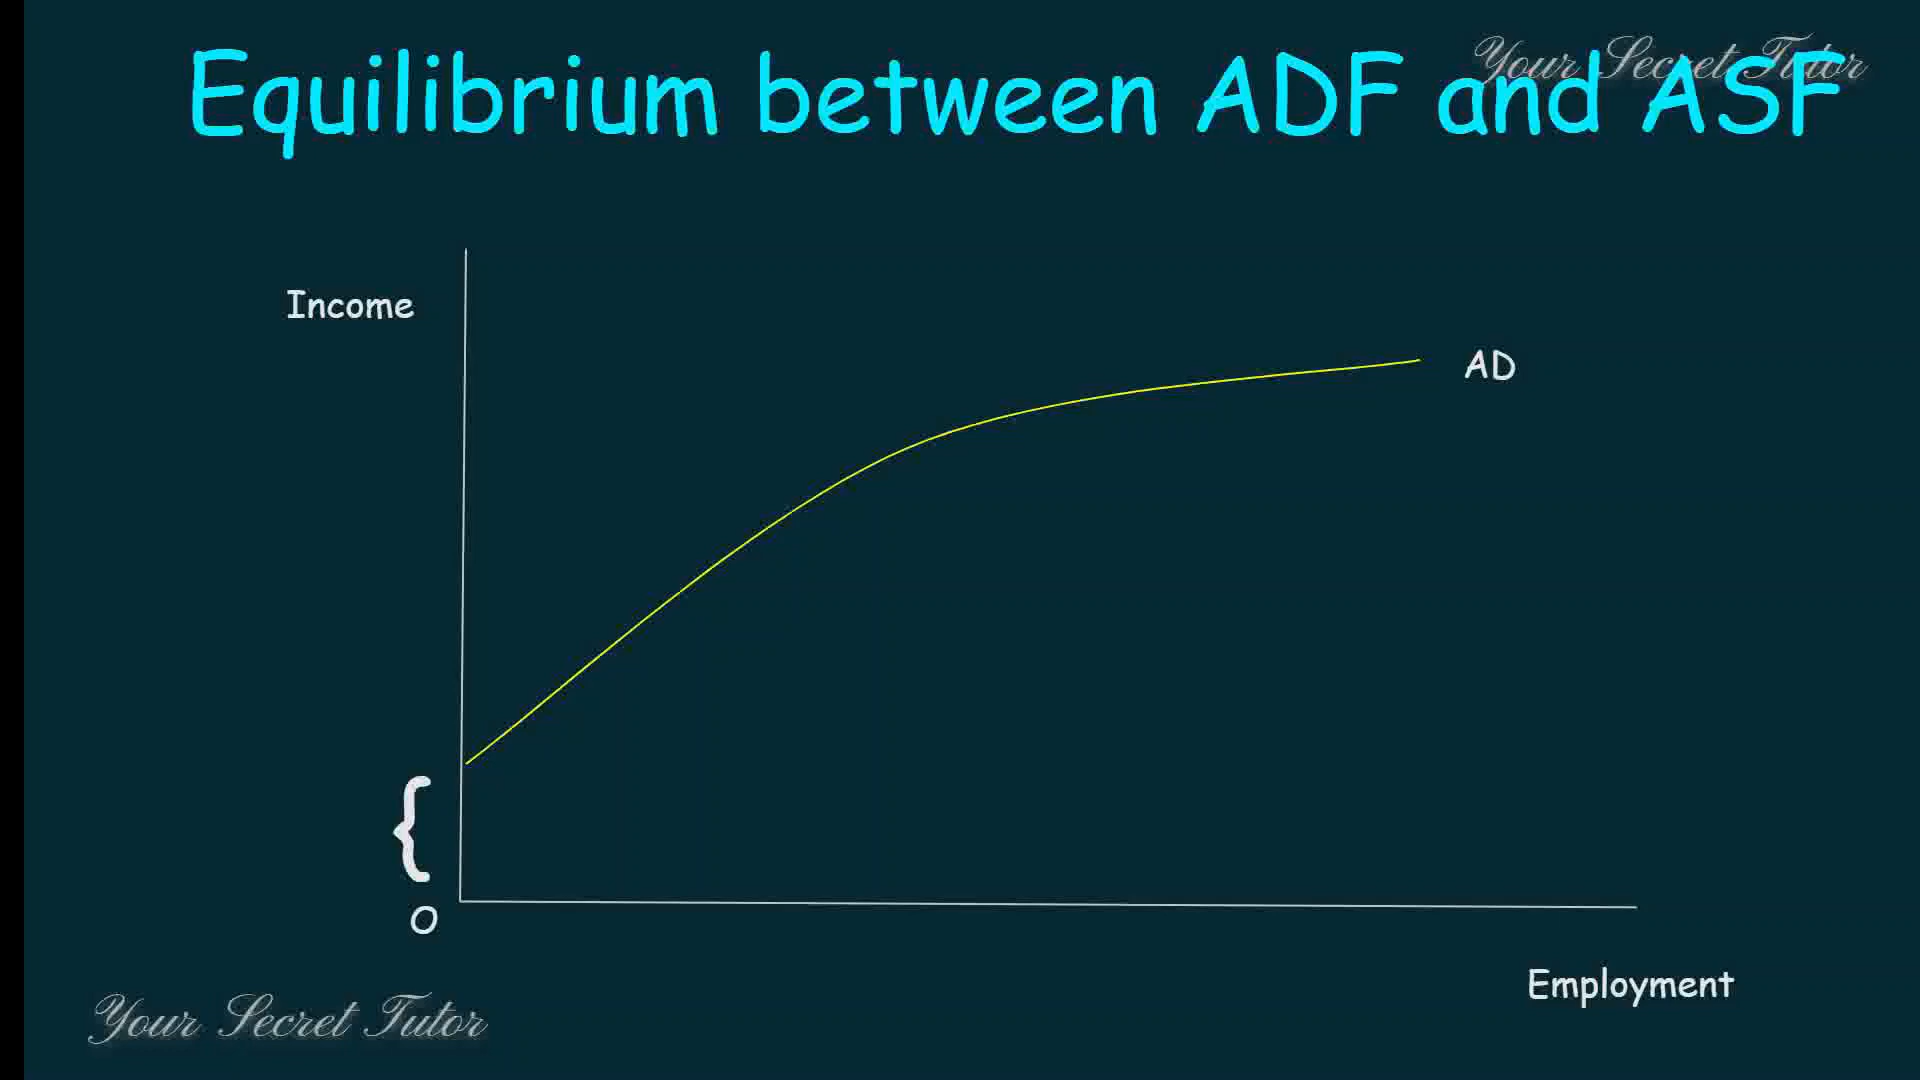 Equilibrium between ADF and ASF
Your Secret Tutor
Income
AD
{
O
Employment
Your Secret Tutor